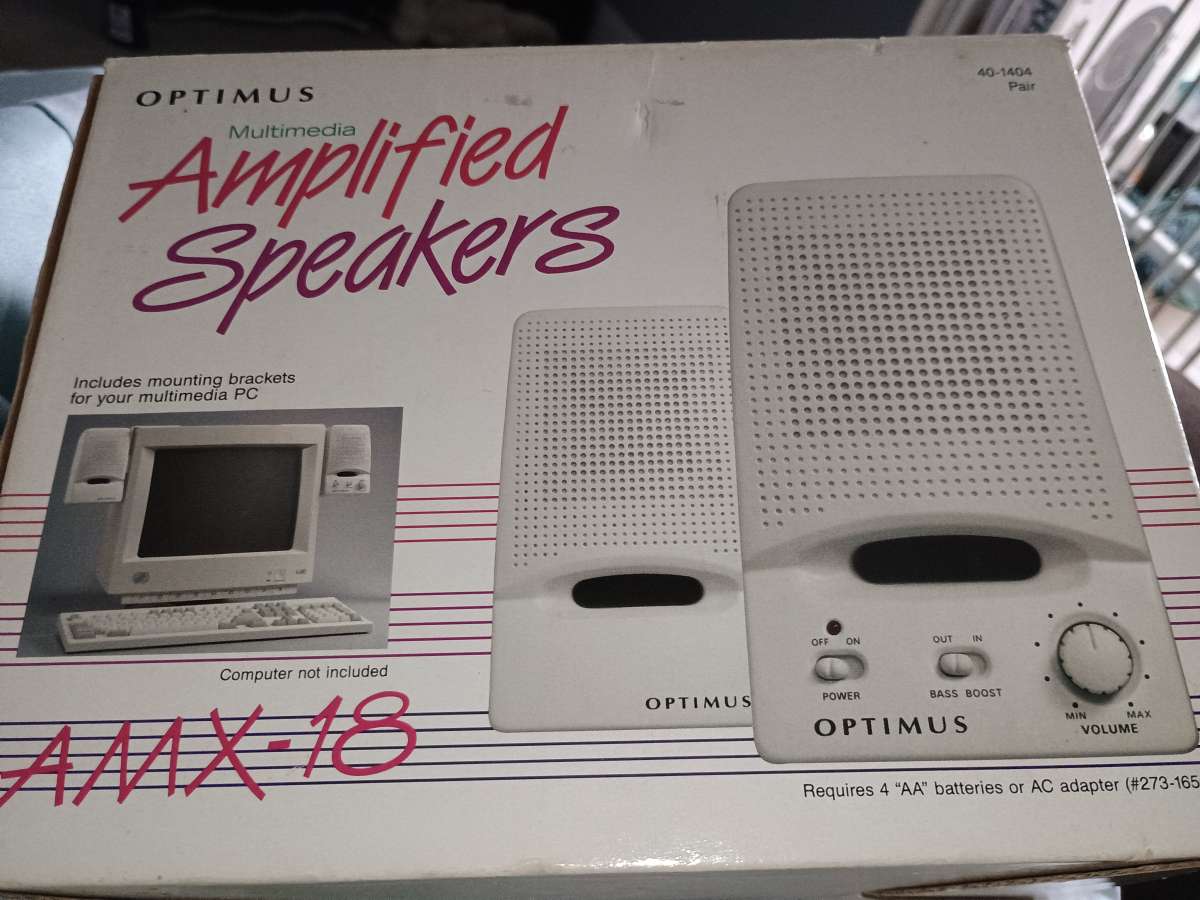 OPTIMUS
40-1404
Pair
Multimedia
Amplified
Speakers
Includes mounting brackets
for your multimedia PC
Computer not included
AMX-18
OPTIMUS
OFF ON
POWER
OUT IN
BASS BOOST
MIN MAX
VOLUME
OPTIMUS
Requires 4 “AA” batteries or AC adapter (#273-165